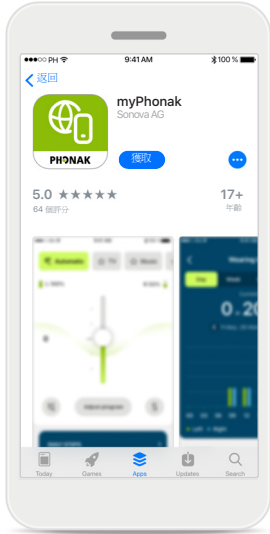 ●●●○○ PH 9:41 AM 100 %
返回
myPhonak
Sonova AG
PHONAK
獲取
5.0 ★★★★★
64 個評分
17+
年齡
Automatic
TV
Music
Adjust program
Day
Today
Games
Apps
Updates
Search